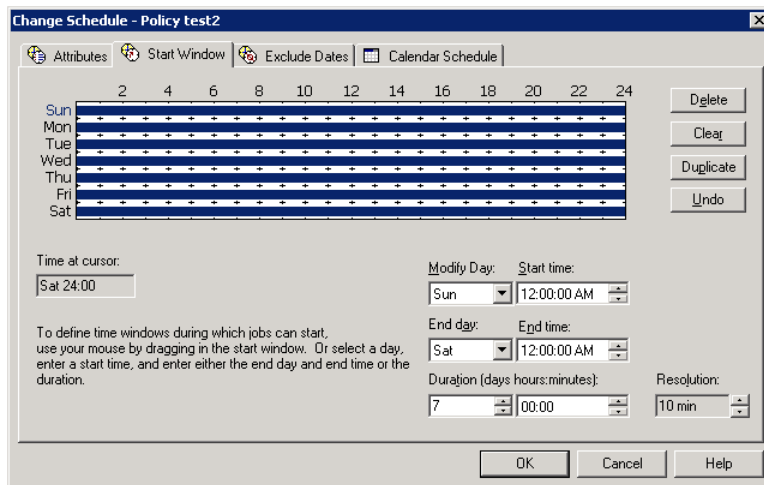 Change Schedule - Policy test2
Attributes Start Window Exclude Dates Calendar Schedule
2 4 6 8 10 12 14 16 18 20 22 24
Sun
Mon
Tue
Wed
Thu
Fri
Sat
Delete
Clear
Duplicate
Undo
Time at cursor:
Sat 24:00
To define time windows during which jobs can start,
use your mouse by dragging in the start window. Or select a day,
enter a start time, and enter either the end day and end time or the
duration.
Modify Day: Start time:
Sun 12:00:00 AM
End day: End time:
Sat 12:00:00 AM
Duration (days hours:minutes): Resolution:
7 00:00 10 min
OK Cancel Help